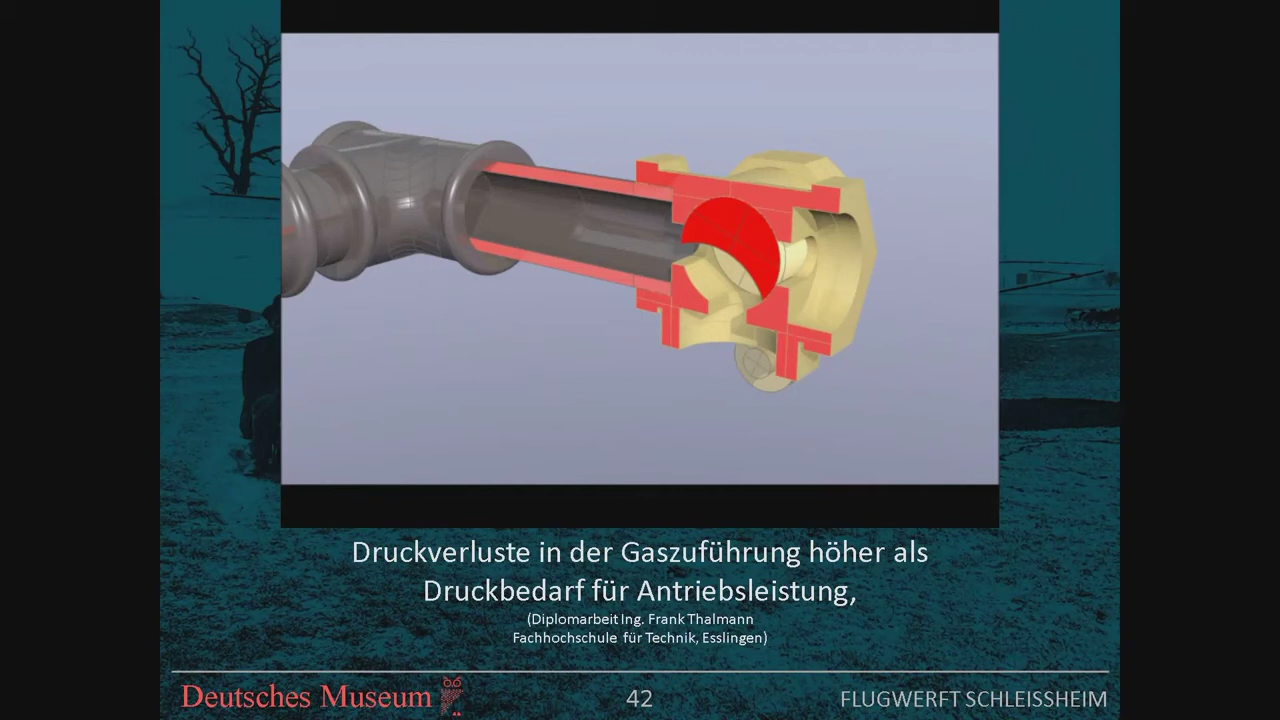 Druckverluste in der Gaszuführung höher als
Druckbedarf für Antriebsleistung,
(Diplomarbeit Ing. Frank Thalmann
Fachhochschule für Technik, Esslingen)
Deutsches Museum
42
FLUGWERFT SCHLEISSHEIM